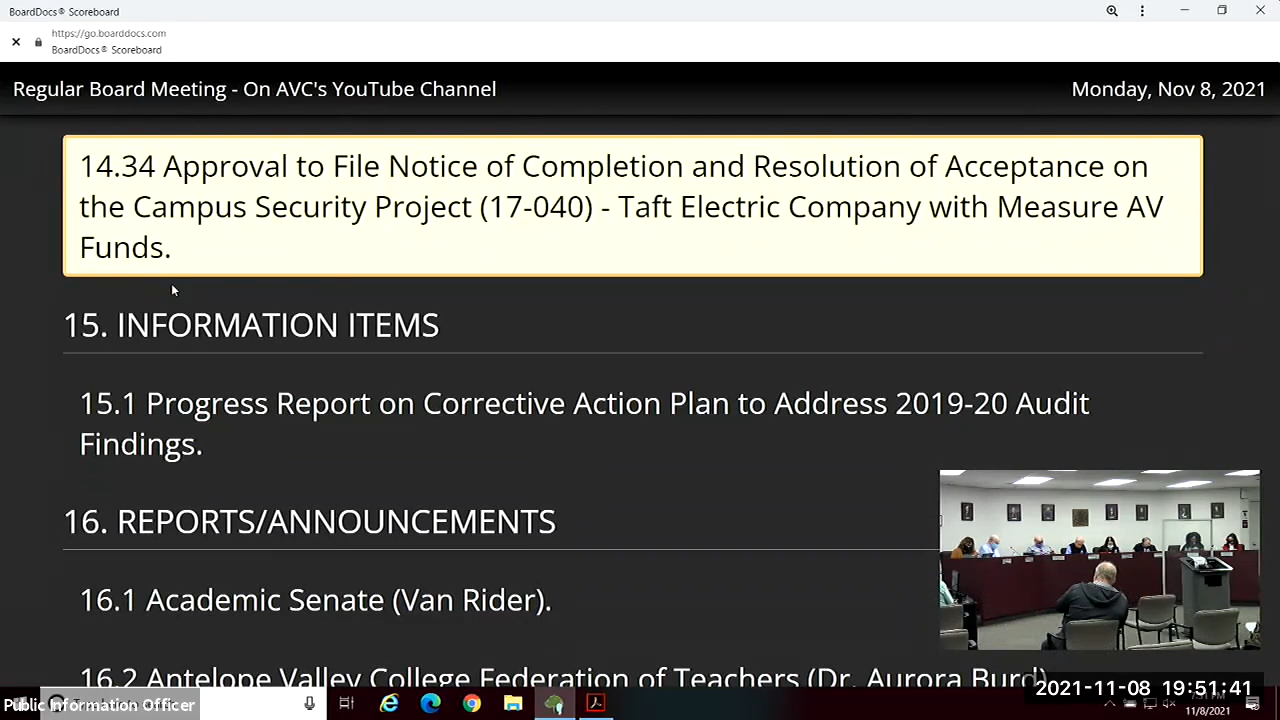 BoardDocs® Scoreboard
https://go.boarddocs.com
BoardDocs® Scoreboard
Regular Board Meeting - On AVC's YouTube Channel
Monday, Nov 8, 2021
14.34 Approval to File Notice of Completion and Resolution of Acceptance on
the Campus Security Project (17-040) - Taft Electric Company with Measure AV
Funds.
15. INFORMATION ITEMS
15.1 Progress Report on Corrective Action Plan to Address 2019-20 Audit
Findings.
16. REPORTS/ANNOUNCEMENTS
16.1 Academic Senate (Van Rider).
16.2 Antelope Valley College Federation of Teachers (Dr. Aurora Burd)
2021-11-08 19:51:41
Public Information Officer
11/8/2021